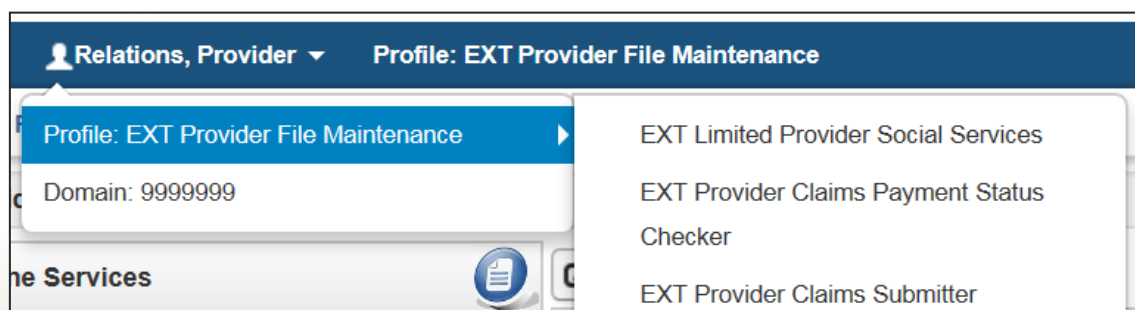 Relations, Provider
Profile: EXT Provider File Maintenance
Profile: EXT Provider File Maintenance
Domain: 9999999
EXT Limited Provider Social Services
EXT Provider Claims Payment Status
Checker
EXT Provider Claims Submitter
Services